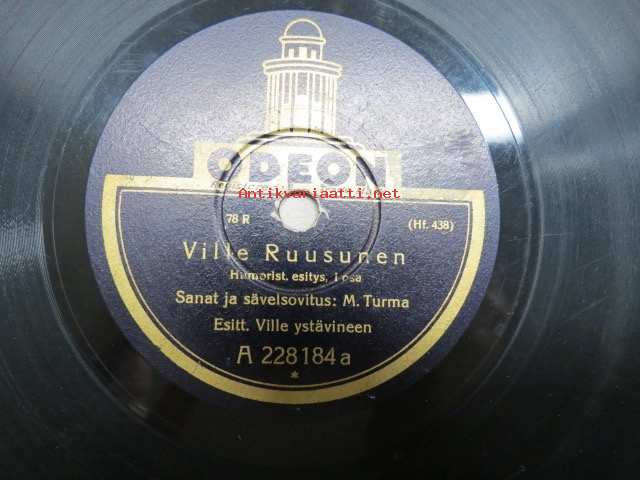 ODEON
Antikvariaatti.net
78 R
(Hf. 438)
Ville Ruusunen
Humorist. esitys, I osa
Sanat ja sävelsovitus: M. Turma
Esitt. Ville ystävineen
A 228184 a
*